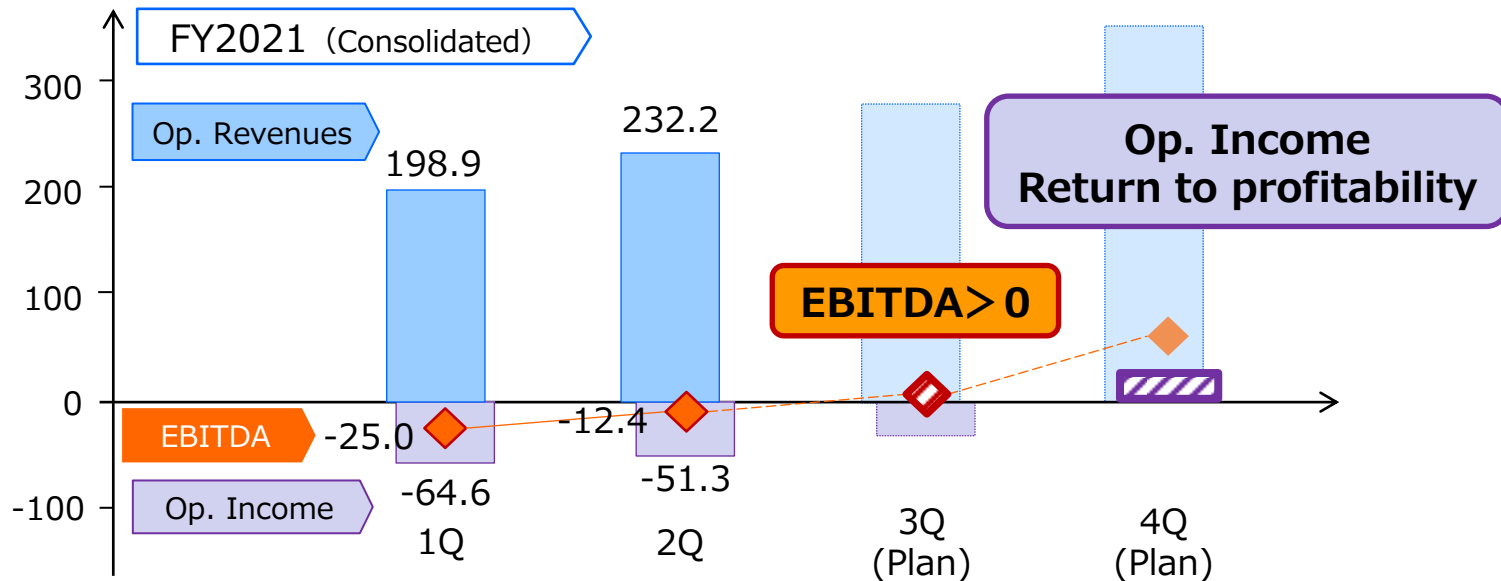 FY2021 (Consolidated)
300
200
100
0
-100
Op. Revenues
198.9
232.2
Op. Income
Return to profitability
EBITDA＞0
EBITDA
-25.0
-12.4
Op. Income
-64.6
-51.3
1Q
2Q
3Q
(Plan)
4Q
(Plan)